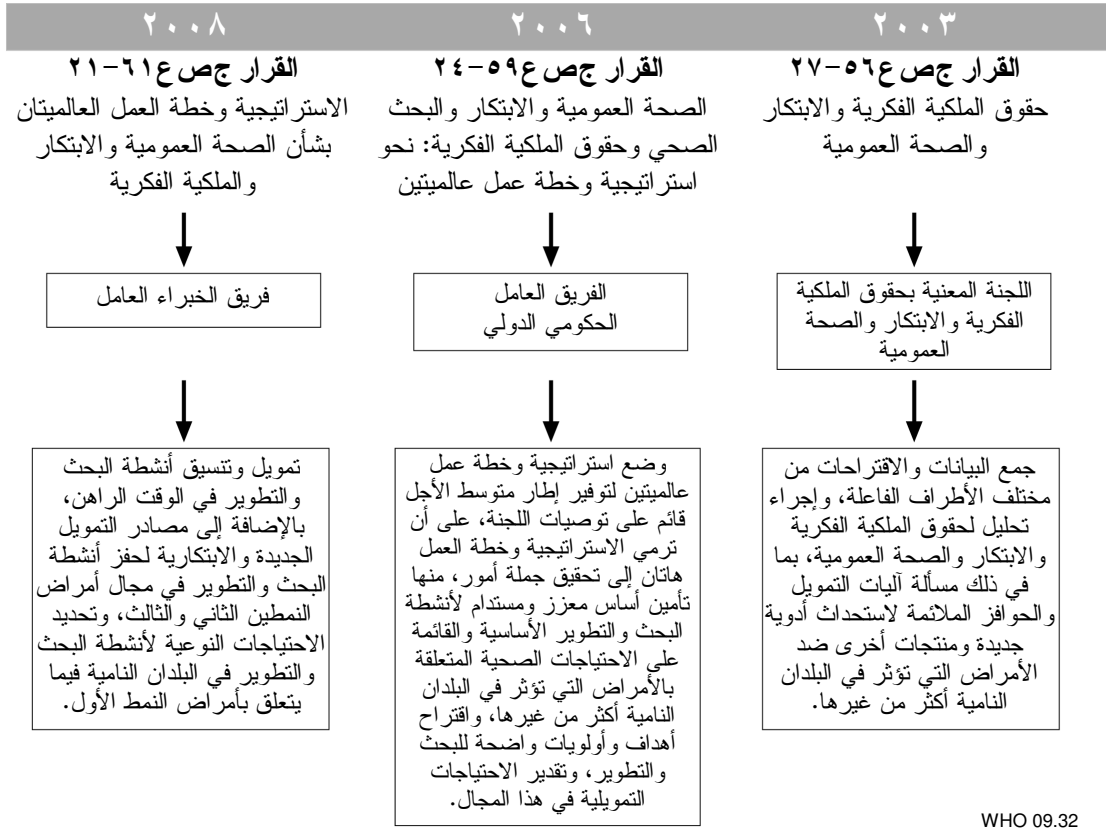 ٢٠٠٣
القرار ج ص ع٥٦-٢٧
حقوق الملكية الفكرية والابتكار
والصحة العمومية
اللجنة المعنية بحقوق الملكية
الفكرية والابتكار والصحة
العمومية
جمع البيانات والاقتراحات من
مختلف الأطراف الفاعلة، وإجراء
تحليل لحقوق الملكية الفكرية
والابتكار والصحة العمومية، بما
في ذلك مسألة آليات التمويل
والحوافز الملائمة لاستحداث أدوية
جديدة ومنتجات أخرى ضد
الأمراض التي تؤثر في البلدان
النامية أكثر من غيرها.
٢٠٠٦
القرار ج ص ع٥٩-٢٤
الصحة العمومية والابتكار والبحث
الصحي وحقوق الملكية الفكرية: نحو
استراتيجية وخطة عمل عالميتين
الفريق العامل
الحكومي الدولي
وضع استراتيجية وخطة عمل
عالميتين لتوفير إطار متوسط الأجل
قائم على توصيات اللجنة، على أن
ترمي الاستراتيجية وخطة العمل
هاتان إلى تحقيق جملة أمور، منها
تأمين أساس معزز ومستدام لأنشطة
البحث والتطوير الأساسية والقائمة
على الاحتياجات الصحية المتعلقة
بالأمراض التي تؤثر في البلدان
النامية أكثر من غيرها، واقتراح
أهداف وأولويات واضحة للبحث
والتطوير، وتقدير الاحتياجات
التمويلية في هذا المجال.
٢٠٠٨
القرار ج ص ع٦١-٢١
الاستراتيجية وخطة العمل العالميتان
بشأن الصحة العمومية والابتكار
والملكية الفكرية
فريق الخبراء العامل
تمويل وتنسيق أنشطة البحث
والتطوير في الوقت الراهن،
بالإضافة إلى مصادر التمويل
الجديدة والابتكارية لحفز أنشطة
البحث والتطوير في مجال أمراض
النمطين الثاني والثالث، وتحديد
الاحتياجات النوعية لأنشطة البحث
والتطوير في البلدان النامية فيما
يتعلق بأمراض النمط الأول.
WHO 09.32